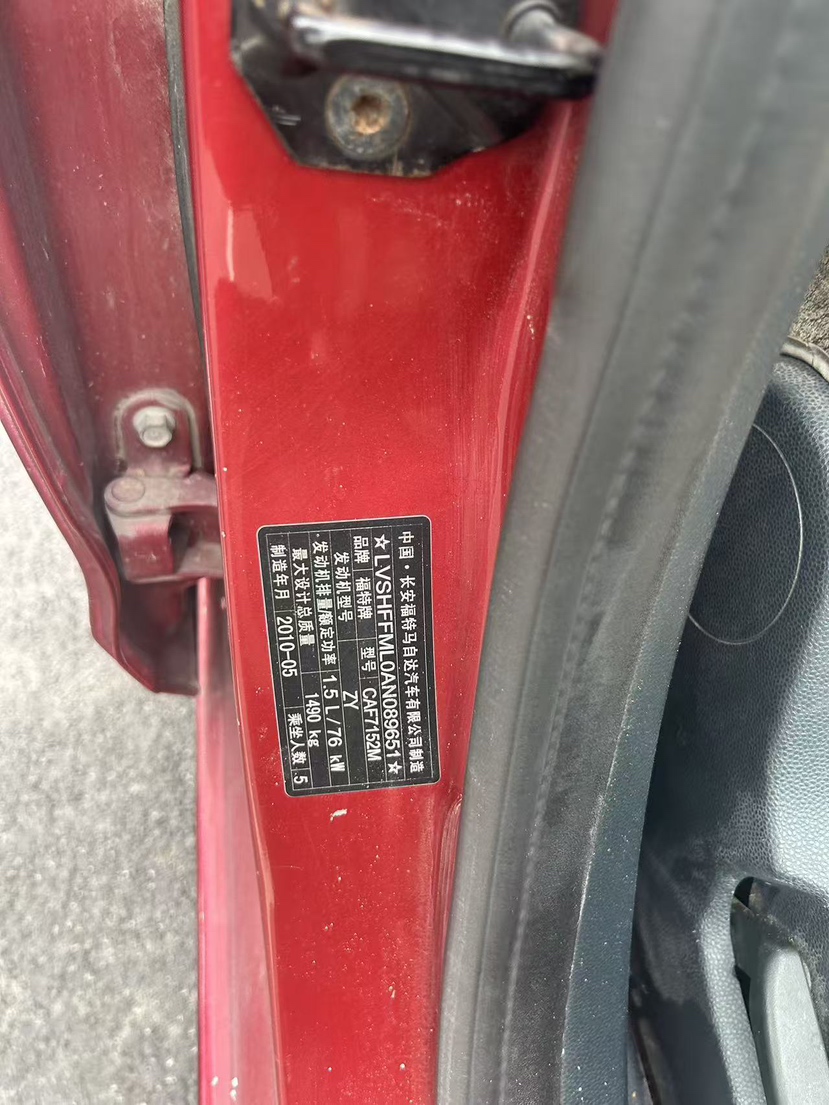 中国·长安福特马自达汽车有限公司制造
☆LVSHFFML0AN089651☆
品牌 福特牌 型号 CAF7152M
发动机型号 ZY
发动机排量/额定功率 1.5 L/76 kW
最大设计总质量 1490 kg
制造年月 2010-05 乘坐人数 5